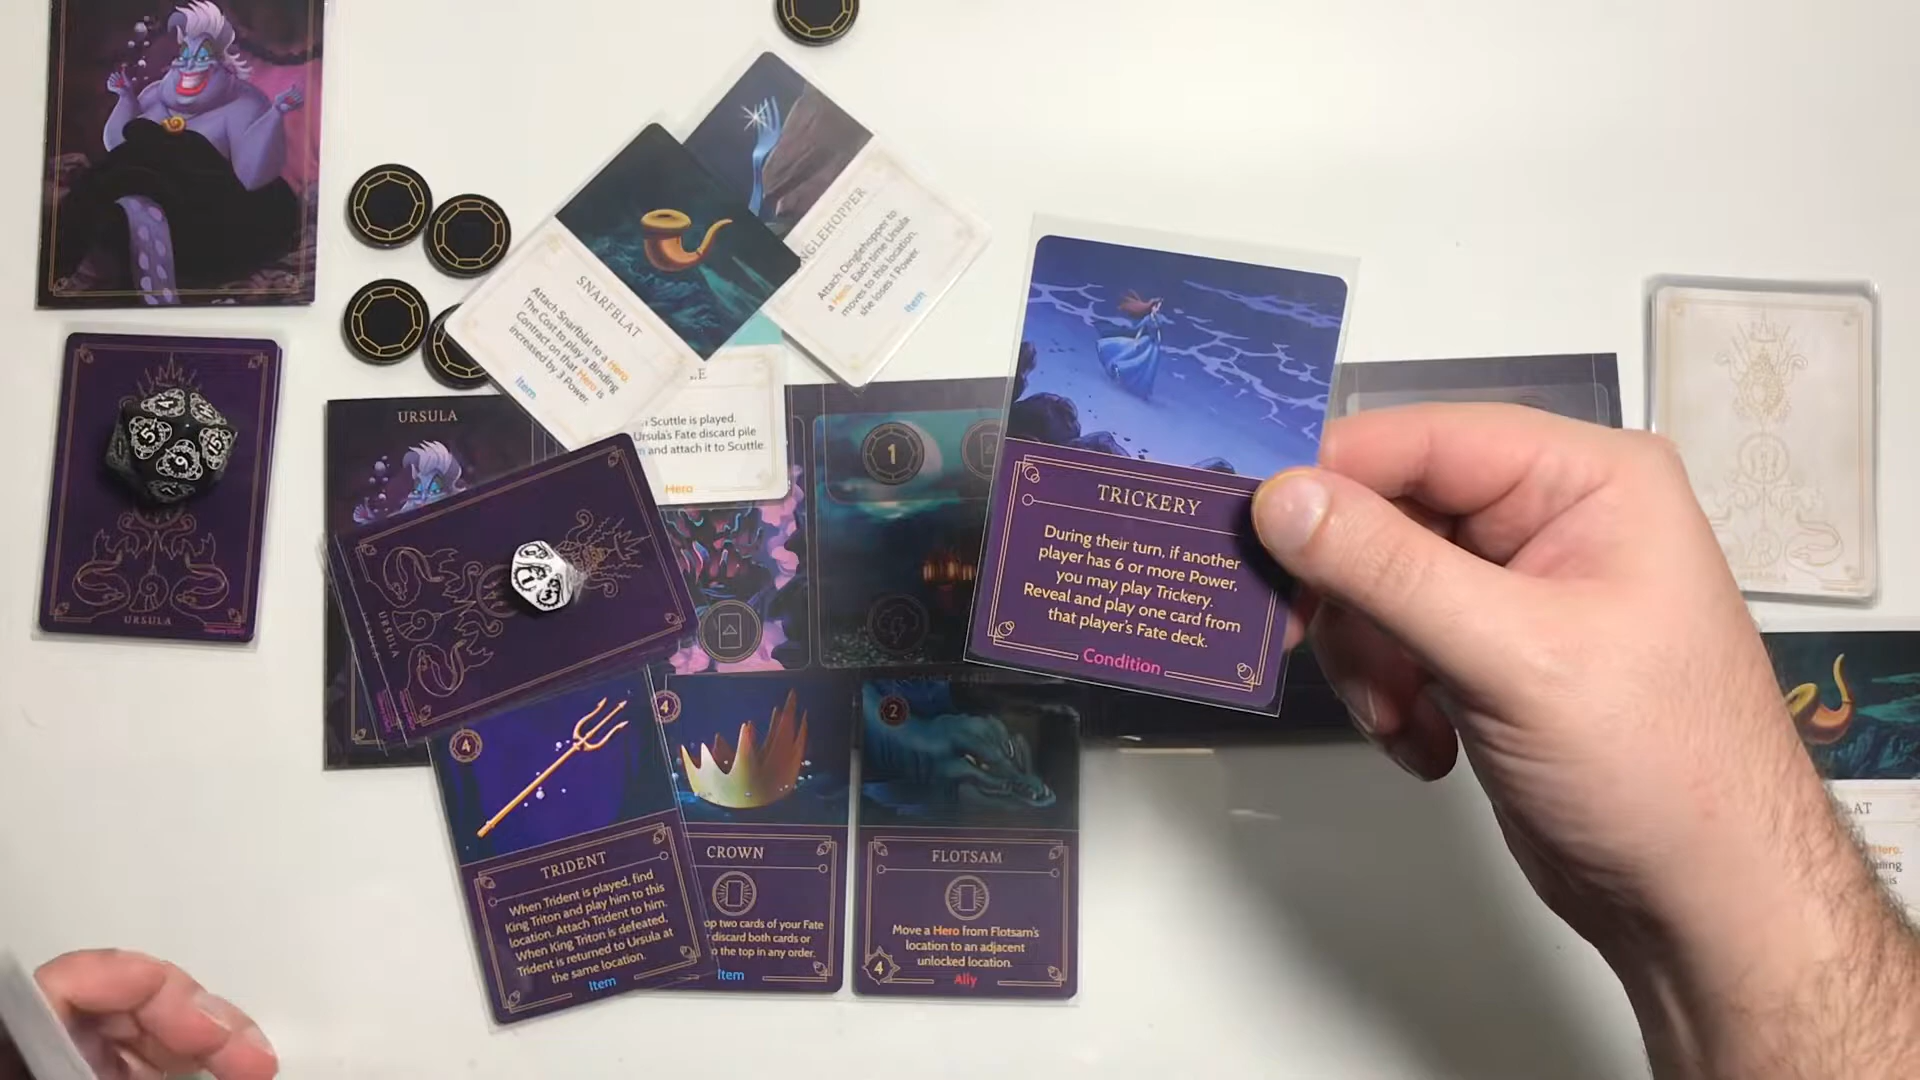 SNARFBLAT
Attach Snarfblat to a Hero.
The Cost to play a Binding
Contract on that Hero is
increased by 3 Power.
Item
NGLEHOPPER
Attach Dinglehopper to
a Hero. Each time Ursula
moves to this location,
she loses 1 Power
Item
LE
Scuttle is played.
Ursula's Fate discard pile
and attach it to Scuttle.
Hero
URSULA
1
TRICKERY
During their turn, if another
player has 6 or more Power,
you may play Trickery.
Reveal and play one card from
that player's Fate deck.
Condition
URSULA
URSULA
4
TRIDENT
When Trident is played, find
King Triton and play him to this
location. Attach Trident to him.
When King Triton is defeated,
Trident is returned to Ursula at
the same location.
Item
4
CROWN
op two cards of your Fate
discard both cards or
o the top in any order.
Item
2
FLOTSAM
Move a Hero from Flotsam's
location to an adjacent
unlocked location.
4
Ally
AT
Hero.